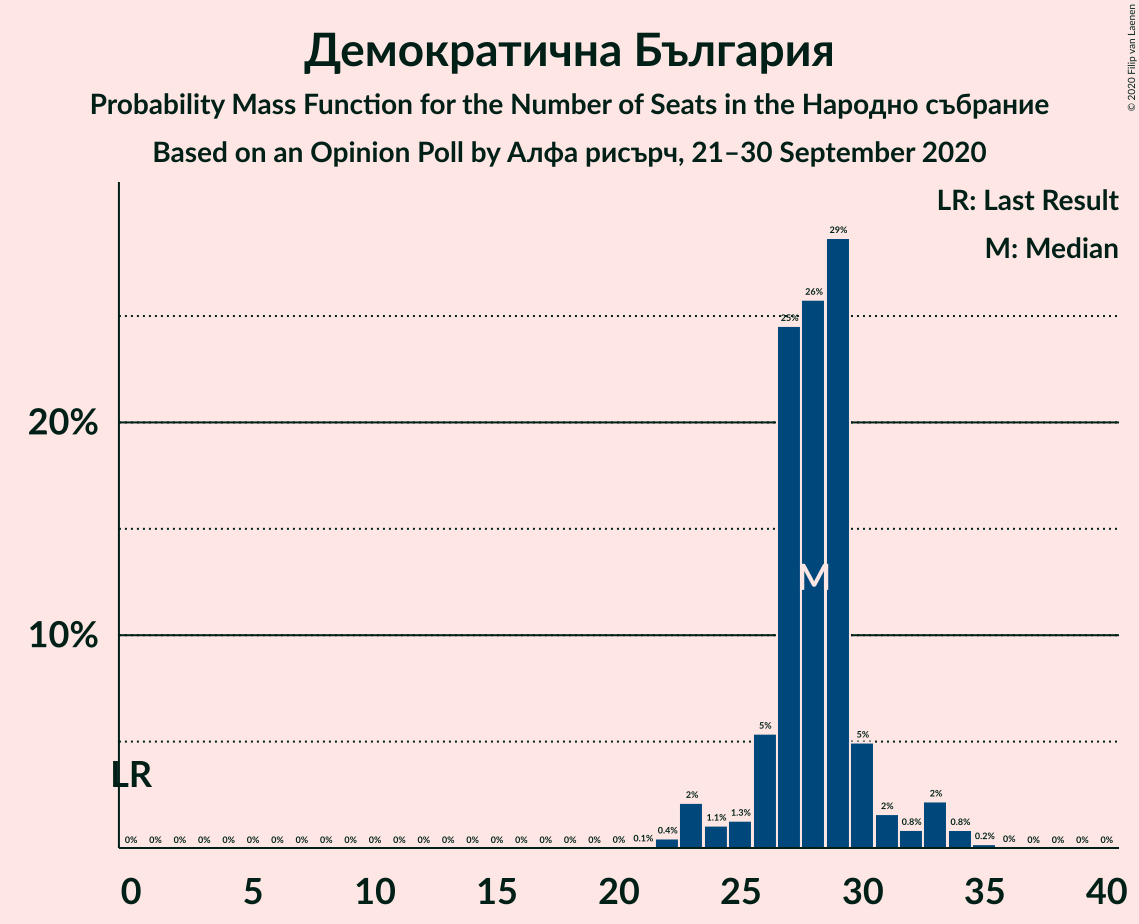 Демократична България
Probability Mass Function for the Number of Seats in the Народно събрание
Based on an Opinion Poll by Алфа рисърч, 21–30 September 2020
© 2020 Filip van Laenen
LR: Last Result
M: Median
29%
26%
25%
20%
M
10%
5% 5%
LR
2% 2% 2%
0% 0% 0% 0% 0% 0% 0% 0% 0% 0% 0% 0% 0% 0% 0% 0% 0% 0% 0% 0% 0% 0.1% 0.4% 1.1% 1.3% 0.8% 0.8% 0.2% 0% 0% 0% 0% 0%
0 5 10 15 20 25 30 35 40